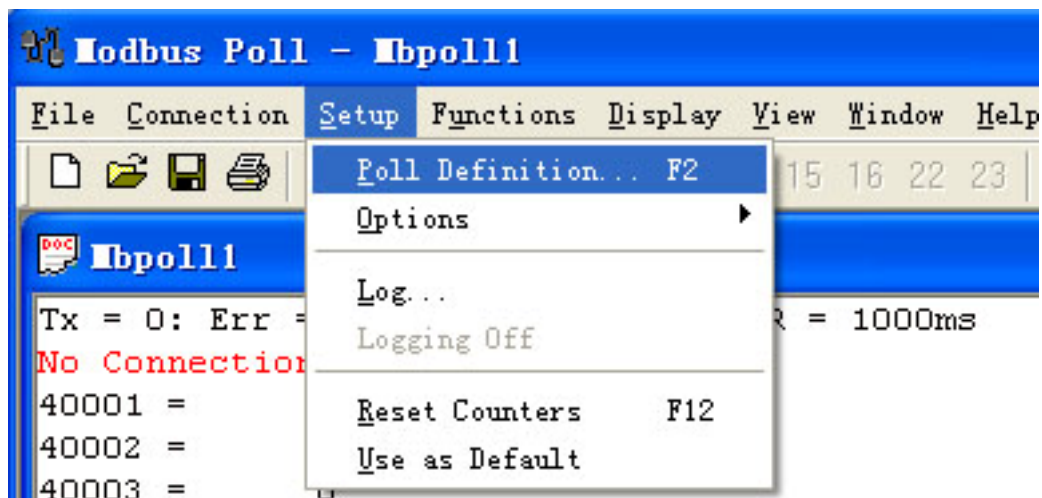 Modbus Poll - Mbpoll1
File Connection Setup Functions Display View Window Help
Poll Definition... F2
15 16 22 23
Options
DOC Mbpoll1
Log...
Tx = 0: Err = R = 1000ms
Logging Off
No Connection
40001 =
Reset Counters F12
40002 =
Use as Default
40003 =